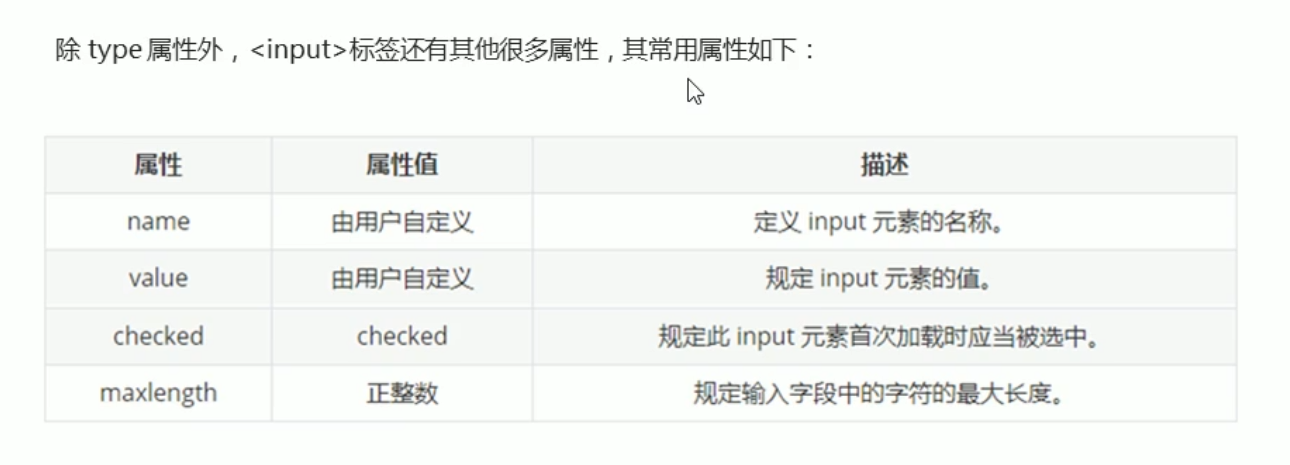 除 type 属性外，<input>标签还有其他很多属性，其常用属性如下：
属性 属性值 描述
name 由用户自定义 定义 input 元素的名称。
value 由用户自定义 规定 input 元素的值。
checked checked 规定此 input 元素首次加载时应当被选中。
maxlength 正整数 规定输入字段中的字符的最大长度。